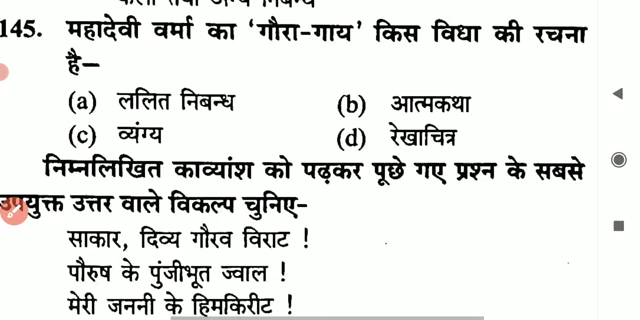 145. महादेवी वर्मा का 'गौरा-गाय' किस विधा की रचना
है–
(a) ललित निबन्ध (b) आत्मकथा
(c) व्यंग्य (d) रेखाचित्र
निम्नलिखित काव्यांश को पढ़कर पूछे गए प्रश्न के सबसे
उपयुक्त उत्तर वाले विकल्प चुनिए–
साकार, दिव्य गौरव विराट !
पौरुष के पुंजीभूत ज्वाल !
मेरी जननी के हिमकिरीट !